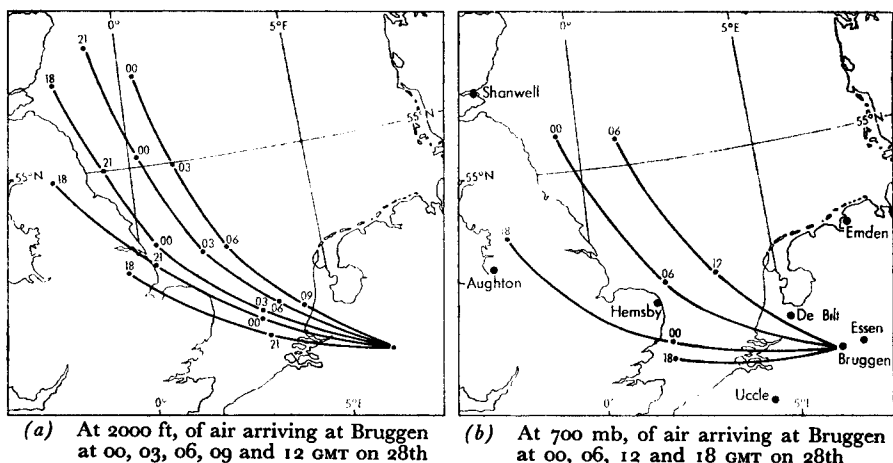 0° 5°E
21 00
18
55°N
00 03
21
55°N
18
00 03 06
21
18 03 09
06
00
21
0° 5°E
(a) At 2000 ft, of air arriving at Bruggen
at 00, 03, 06, 09 and 12 GMT on 28th
0° 5°E
Shanwell
55°N
00 06
55°N
18 Emden
Aughton 12
06
Hemsby De Bilt
Essen
00 Bruggen
18
Uccle
0° 5°E
(b) At 700 mb, of air arriving at Bruggen
at 00, 06, 12 and 18 GMT on 28th